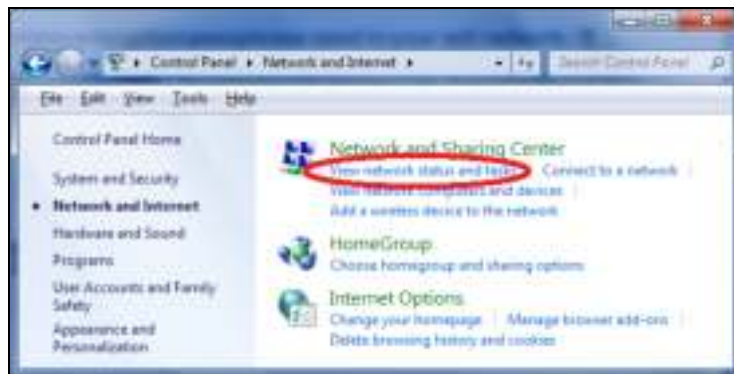 Control Panel ▸ Network and Internet ▸
Search Control Panel
File Edit View Tools Help
Control Panel Home
System and Security
Network and Internet
Hardware and Sound
Programs
User Accounts and Family
Safety
Appearance and
Personalization
Network and Sharing Center
View network status and tasks Connect to a network
View network computers and devices
Add a wireless device to the network
HomeGroup
Choose homegroup and sharing options
Internet Options
Change your homepage Manage browser add-ons
Delete browsing history and cookies